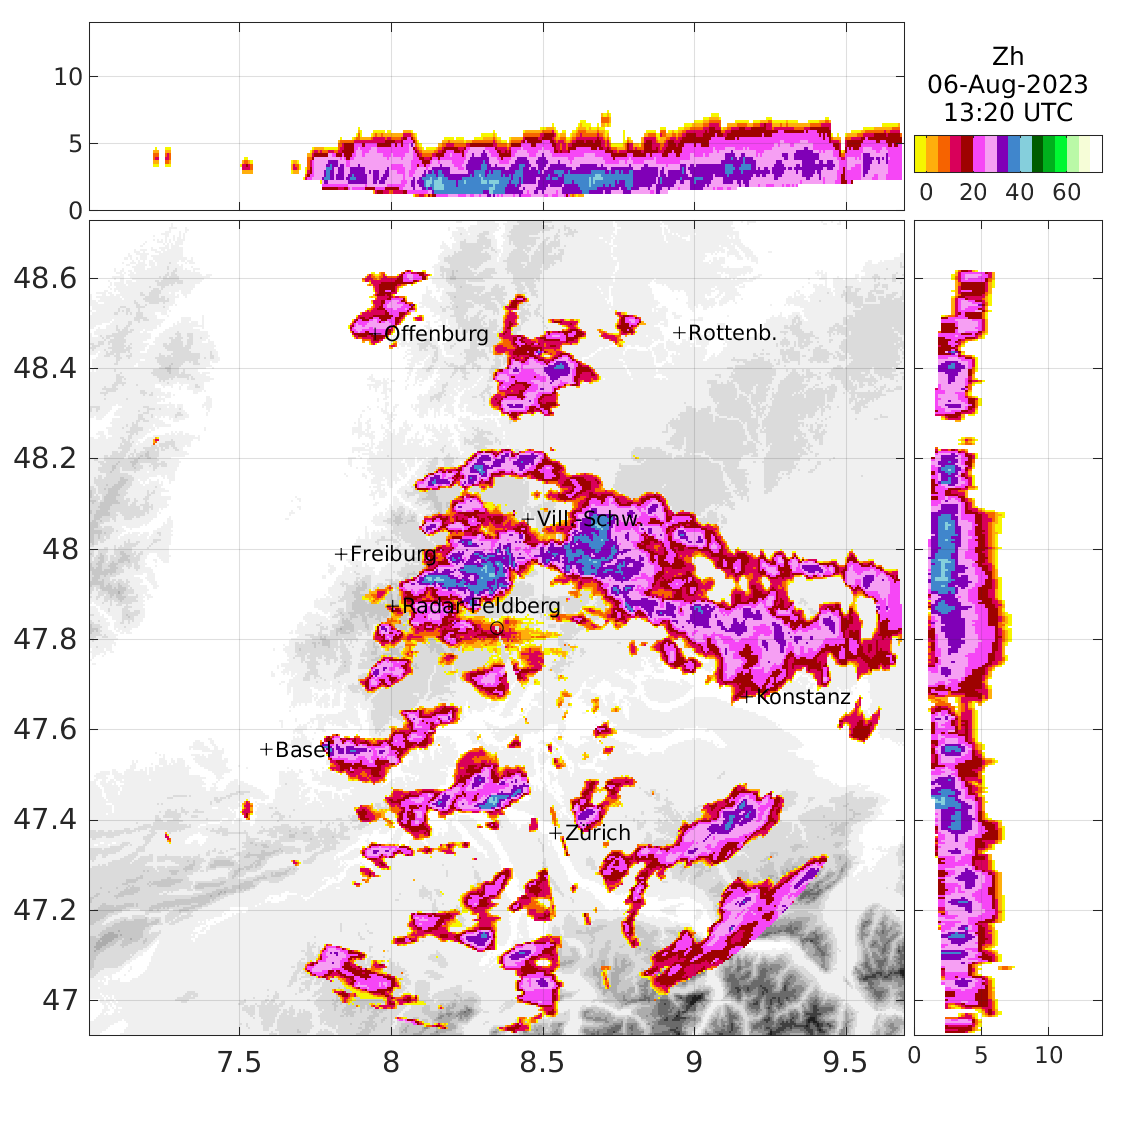 10
5
0
Zh
06-Aug-2023
13:20 UTC
0 20 40 60
48.6
48.4
48.2
48
47.8
47.6
47.4
47.2
47
+Offenburg
+Rottenb.
+Vill.-Schw.
+Freiburg
+Radar Feldberg
+Konstanz
+Basel
+Zurich
7.5 8 8.5 9 9.5
0 5 10